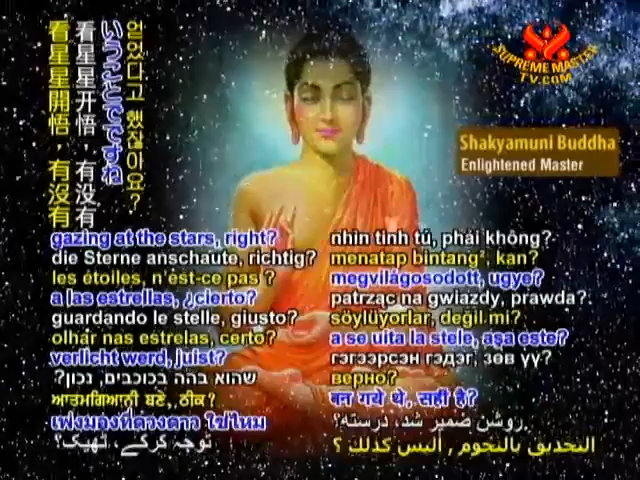 얻었다고 했잖아요?
いうことですね
看星星开悟，有没有
看星星開悟，有沒有
SUPREME MASTER
TV.COM
Shakyamuni Buddha
Enlightened Master
gazing at the stars, right?
die Sterne anschaute, richtig?
les étoiles, n'est-ce pas ?
a las estrellas, ¿cierto?
guardando le stelle, giusto?
olhar nas estrelas, certo?
verlicht werd, juist?
שהוא בהה בכוכבים, נכון?
ਆਤਮਗਿਆਨੀ ਬਣੇ, ਠੀਕ?
เฝ้ามองที่ดวงดาว ใช่ไหม
توجہ کرکے، ٹھیک؟
nhìn tinh tú, phải không?
menatap bintang², kan?
megvilágosodott, ugye?
patrząc na gwiazdy, prawda?.
söylüyorlar, değil mi?
a se uita la stele, aşa este?
гэгээрсэн гэдэг, зөв үү?
верно?
बन गये थे, सही है?
روشن ضمیر شد، درسته؟
التحديق بالنجوم , أليس كذلك ؟